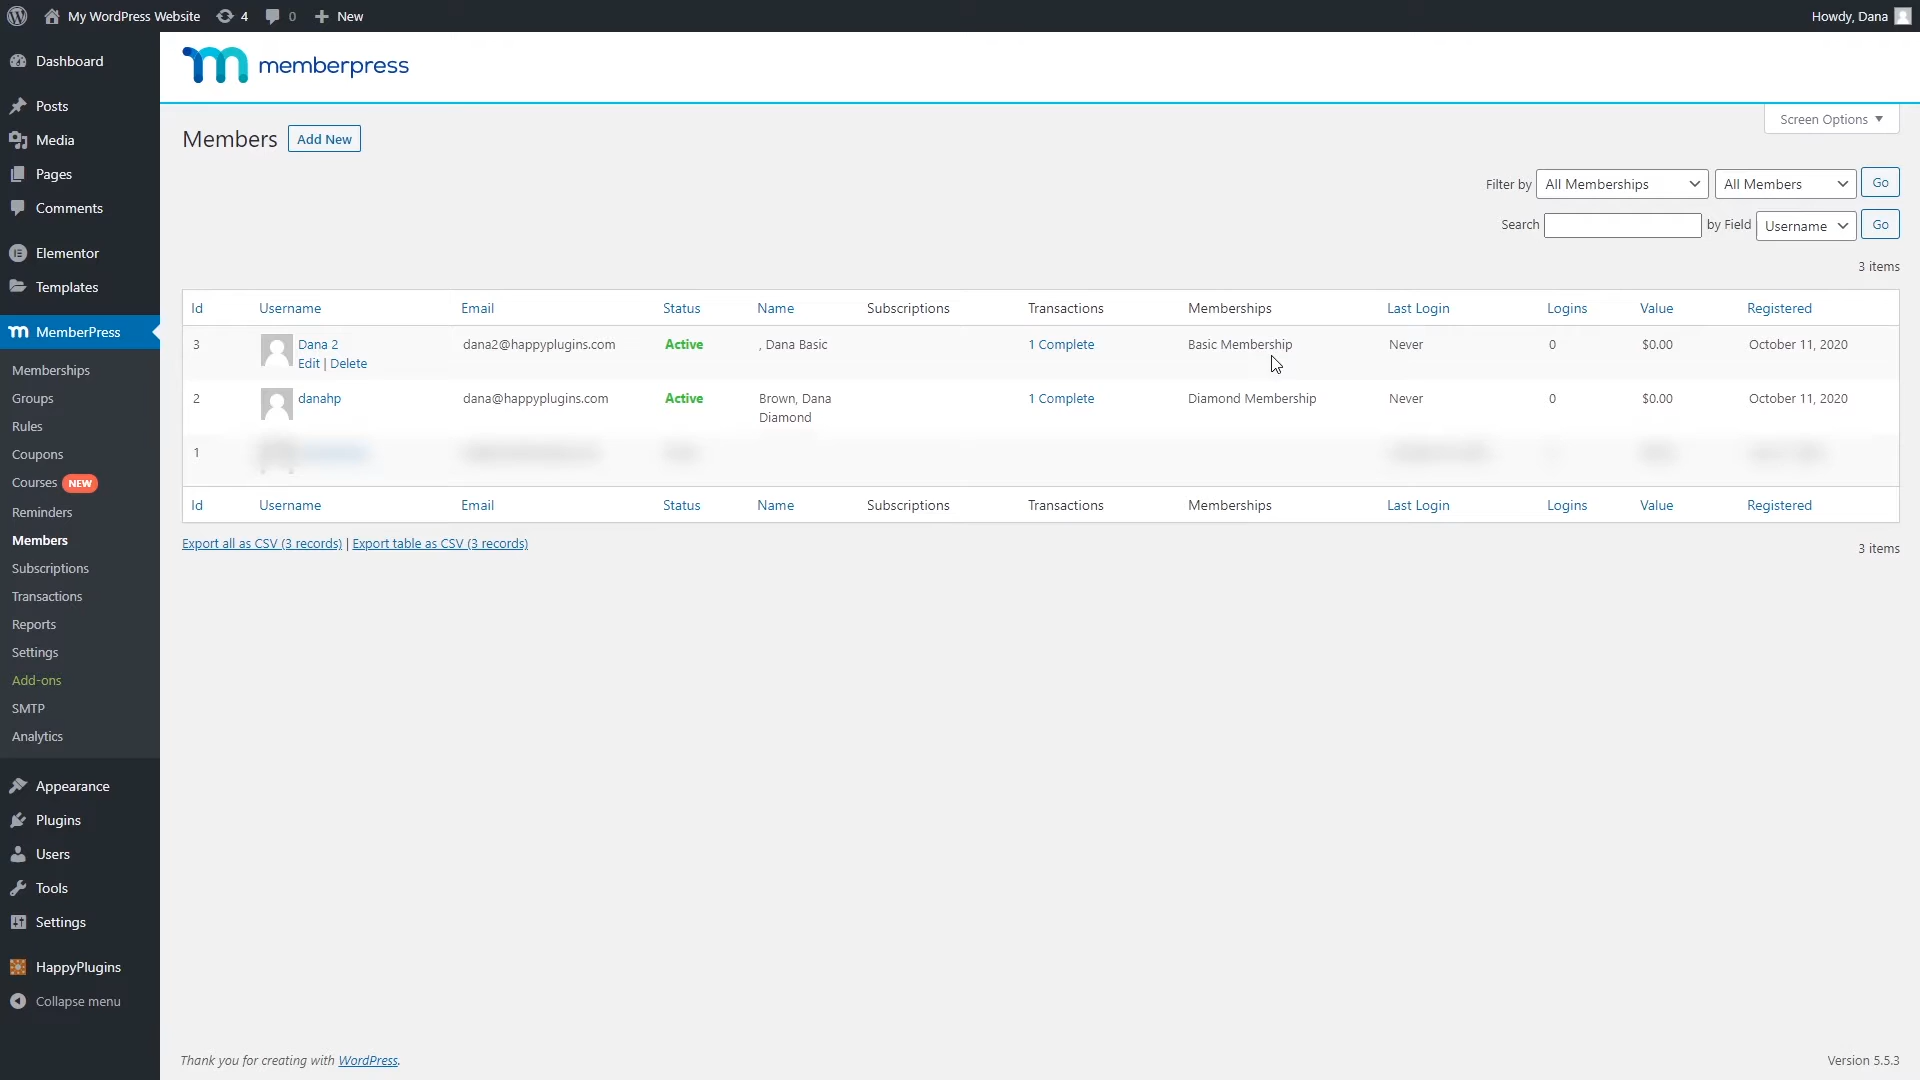 My WordPress Website 4 0 New Howdy, Dana
Dashboard
Posts
Media
Pages
Comments
Elementor
Templates
MemberPress
Memberships
Groups
Rules
Coupons
Courses NEW
Reminders
Members
Subscriptions
Transactions
Reports
Settings
Add-ons
SMTP
Analytics
Appearance
Plugins
Users
Tools
Settings
HappyPlugins
Collapse menu
memberpress
Screen Options
Members Add New
Filter by All Memberships All Members Go
Search by Field Username Go
3 items
Id Username Email Status Name Subscriptions Transactions Memberships Last Login Logins Value Registered
3 Dana 2 dana2@happyplugins.com Active , Dana Basic 1 Complete Basic Membership Never 0 $0.00 October 11, 2020
Edit | Delete
2 danahp dana@happyplugins.com Active Brown, Dana 1 Complete Diamond Membership Never 0 $0.00 October 11, 2020
Diamond
1
Id Username Email Status Name Subscriptions Transactions Memberships Last Login Logins Value Registered
Export all as CSV (3 records) | Export table as CSV (3 records)
3 items
Thank you for creating with WordPress. Version 5.5.3